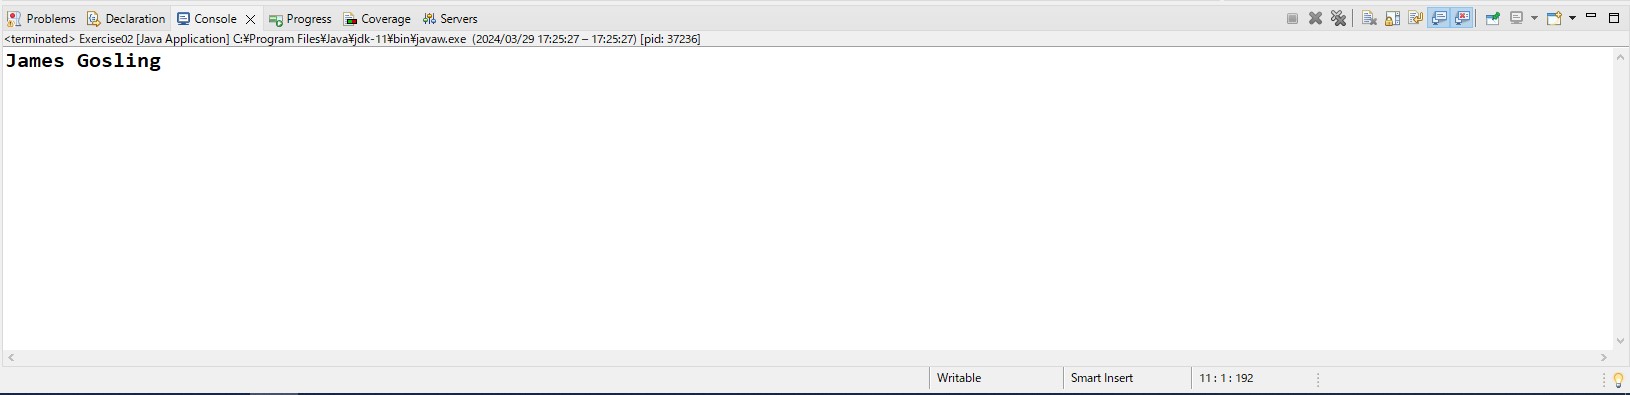 Problems Declaration Console Progress Coverage Servers
<terminated> Exercise02 [Java Application] C:¥Program Files¥Java¥jdk-11¥bin¥javaw.exe (2024/03/29 17:25:27 – 17:25:27) [pid: 37236]
James Gosling
Writable Smart Insert 11 : 1 : 192